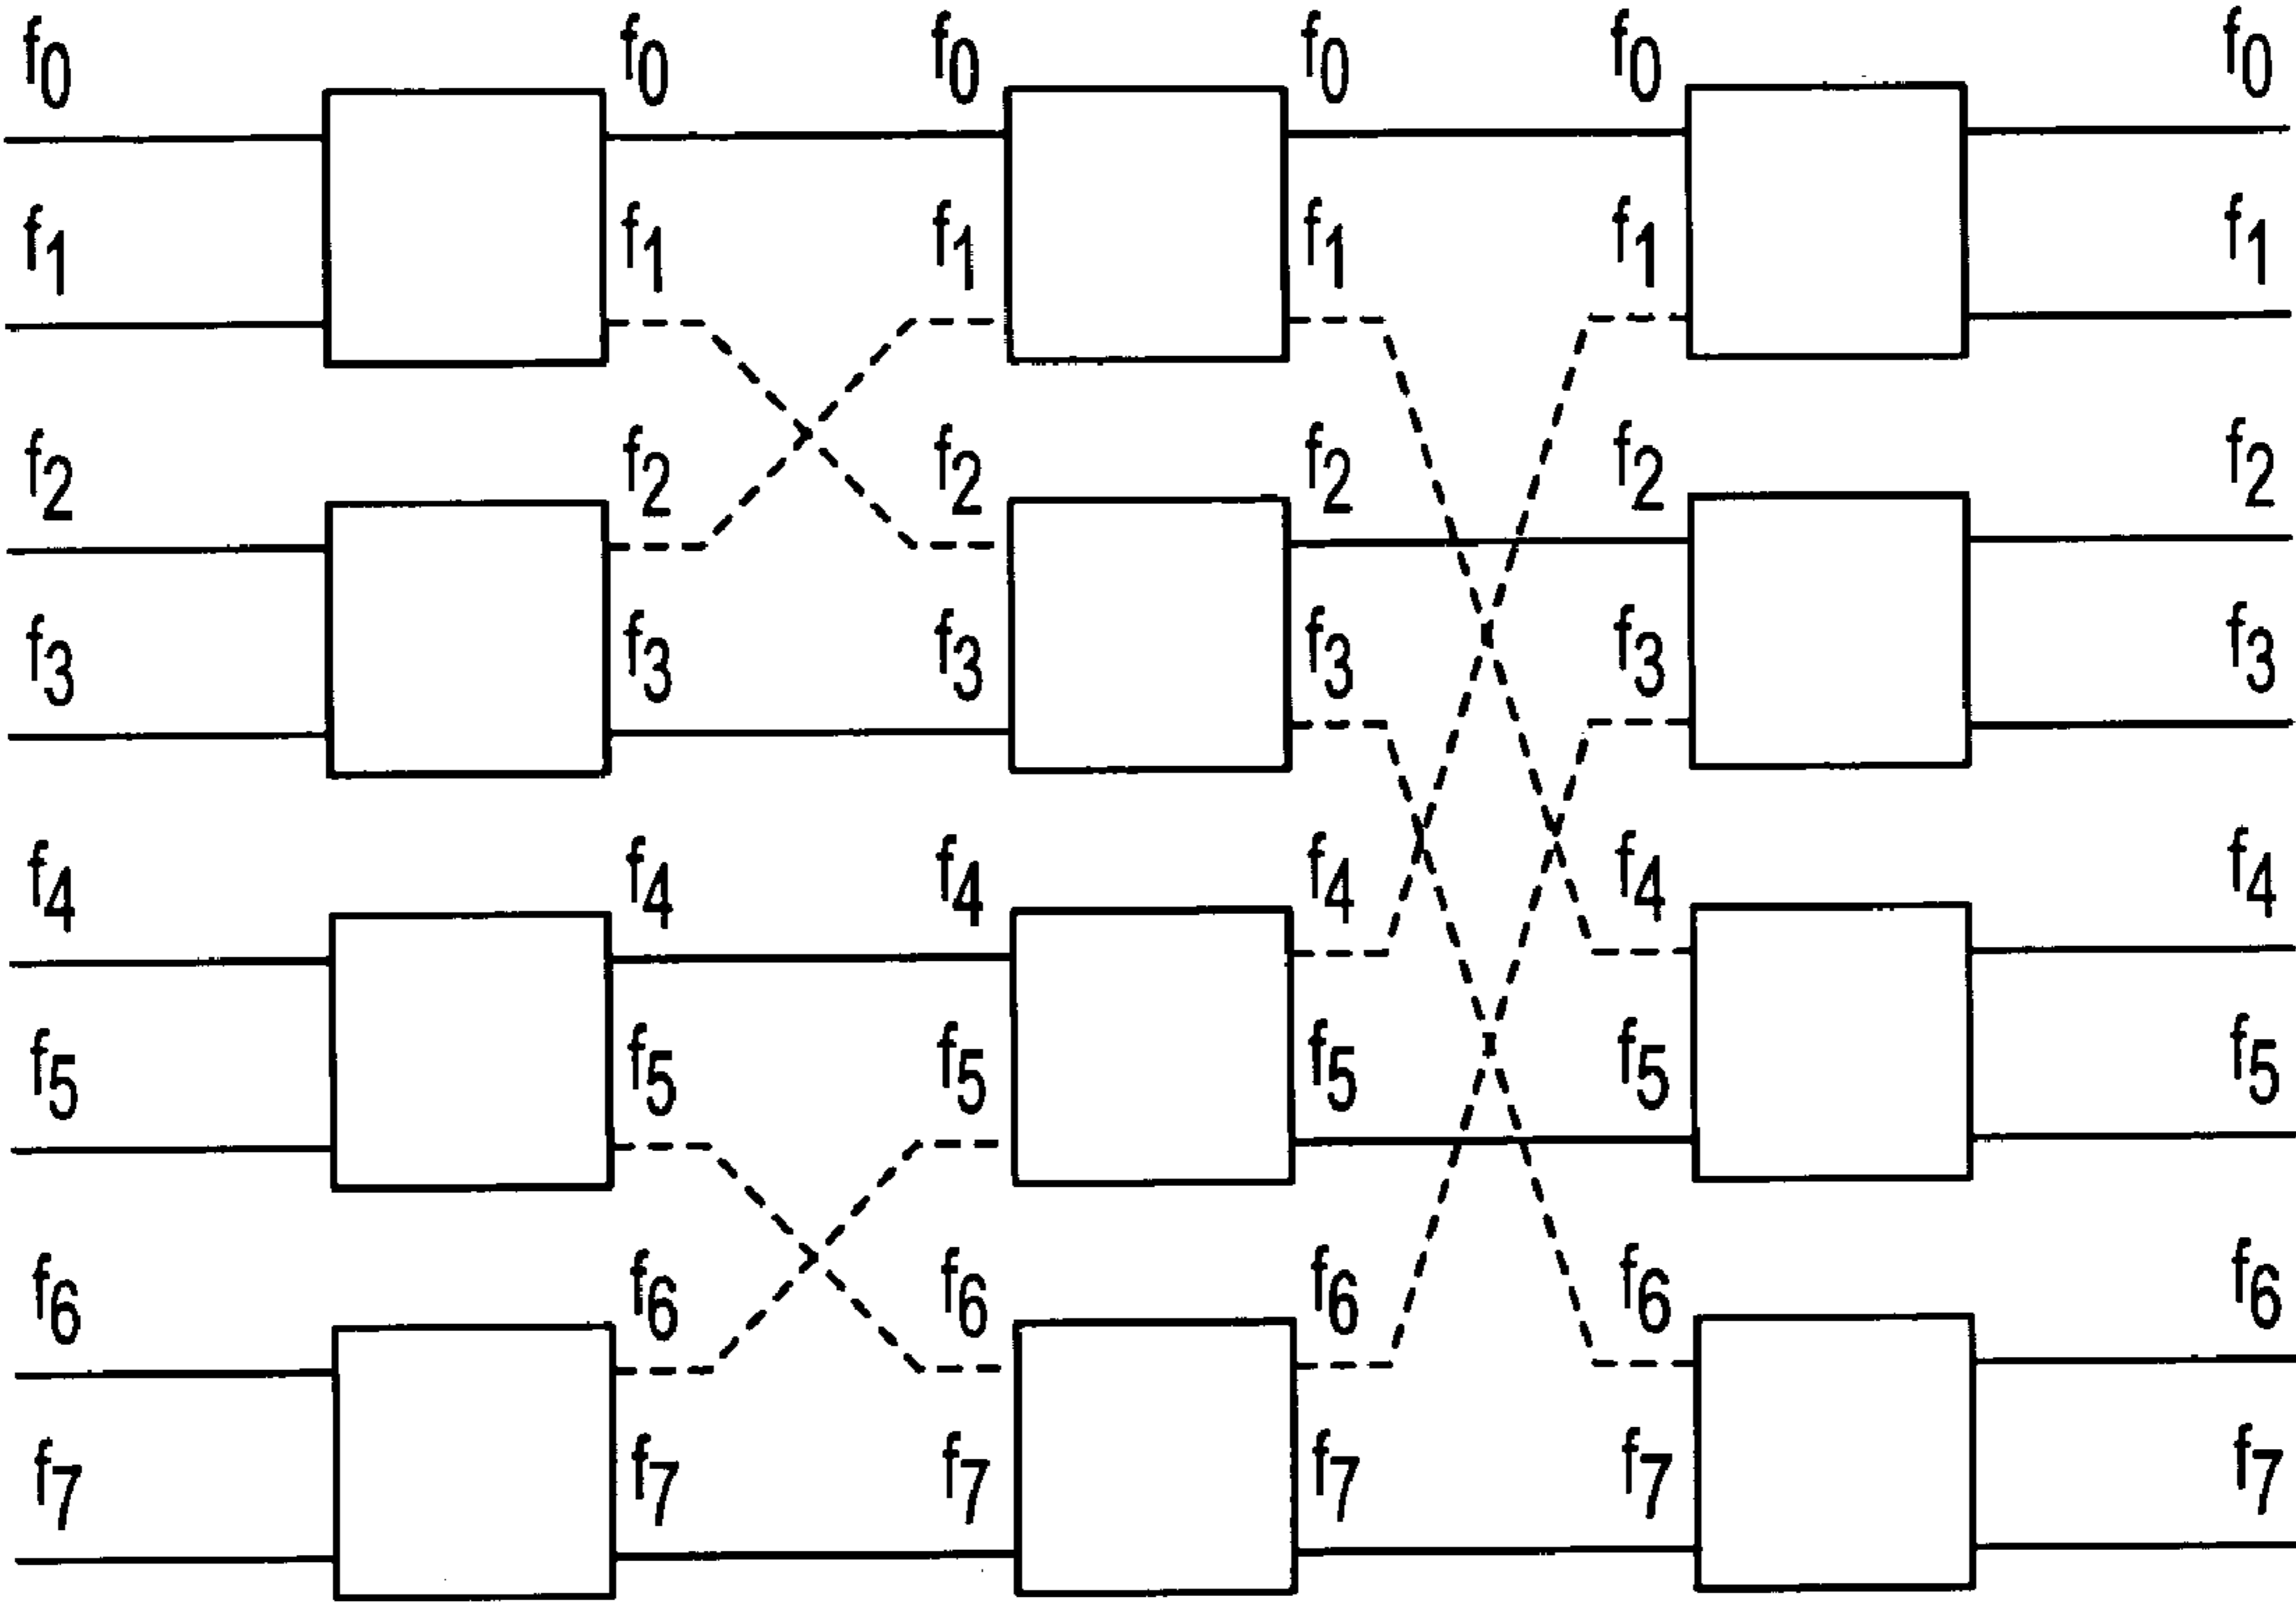 f0 f0 f0 f0 f0 f0
f1 f1 f1 f1 f1 f1
f2 f2 f2 f2 f2 f2
f3 f3 f3 f3 f3 f3
f4 f4 f4 f4 f4 f4
f5 f5 f5 f5 f5 f5
f6 f6 f6 f6 f6 f6
f7 f7 f7 f7 f7 f7